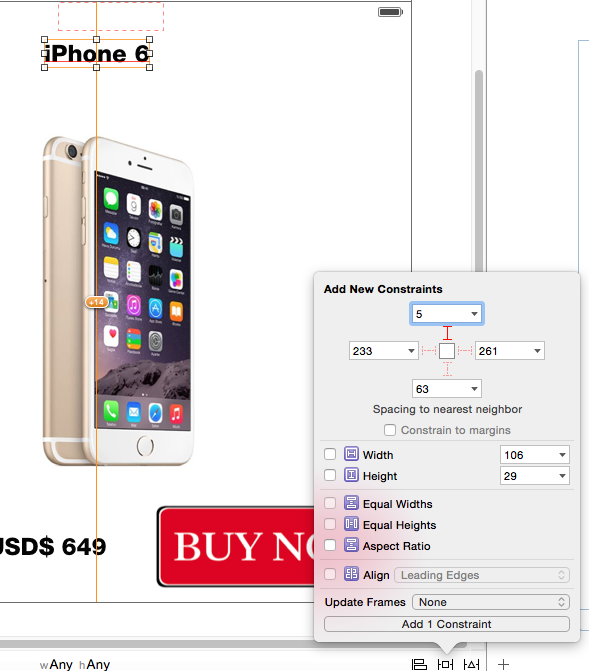 iPhone 6
+14
Add New Constraints
5
233
261
63
Spacing to nearest neighbor
Constrain to margins
Width
106
Height
29
Equal Widths
Equal Heights
Aspect Ratio
Align
Leading Edges
Update Frames
None
Add 1 Constraint
USD$ 649
BUY NO
wAny hAny